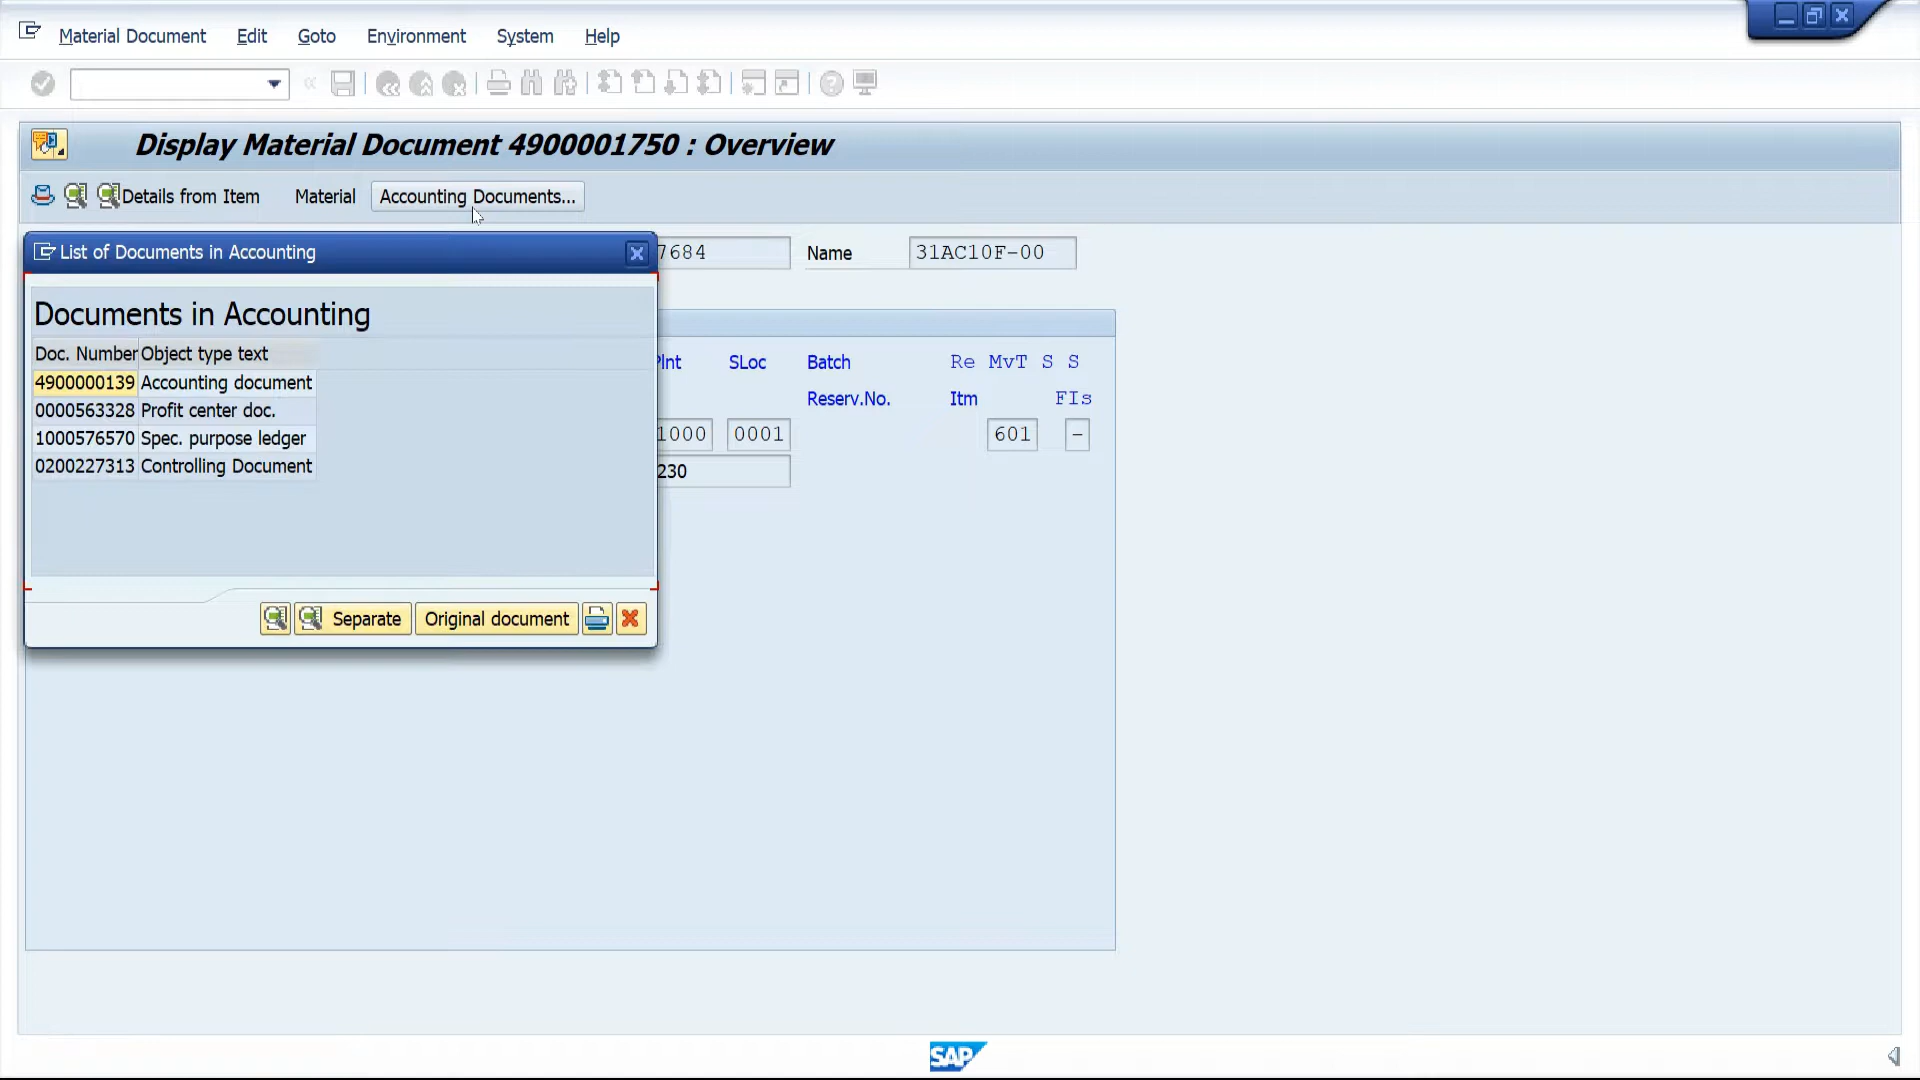 Material Document Edit Goto Environment System Help
Display Material Document 4900001750 : Overview
Details from Item Material Accounting Documents...
List of Documents in Accounting
7684 Name 31AC10F-00
Documents in Accounting
Doc. Number Object type text
4900000139 Accounting document
0000563328 Profit center doc.
1000576570 Spec. purpose ledger
0200227313 Controlling Document
Plnt SLoc Batch Re MvT S S
Reserv.No. Itm FIs
1000 0001 601 -
230
Separate Original document
SAP